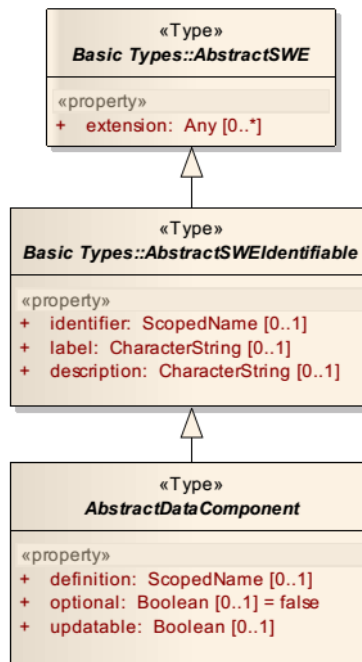 «Type»
Basic Types::AbstractSWE
«property»
+ extension: Any [0..*]
«Type»
Basic Types::AbstractSWEIdentifiable
«property»
+ identifier: ScopedName [0..1]
+ label: CharacterString [0..1]
+ description: CharacterString [0..1]
«Type»
AbstractDataComponent
«property»
+ definition: ScopedName [0..1]
+ optional: Boolean [0..1] = false
+ updatable: Boolean [0..1]